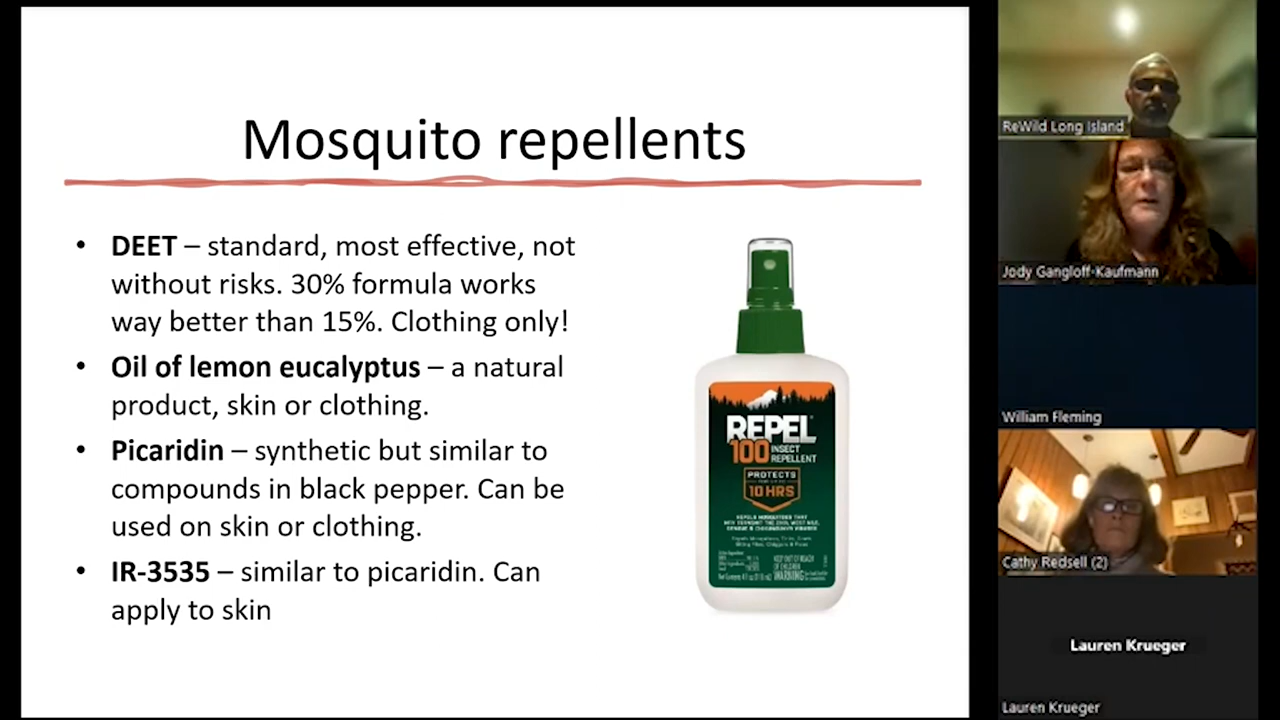 Mosquito repellents
• DEET – standard, most effective, not
without risks. 30% formula works
way better than 15%. Clothing only!
• Oil of lemon eucalyptus – a natural
product, skin or clothing.
• Picaridin – synthetic but similar to
compounds in black pepper. Can be
used on skin or clothing.
• IR-3535 – similar to picaridin. Can
apply to skin
REPEL
100 INSECT
REPELLENT
PROTECTS
10 HRS
KEEP OUT OF REACH
OF CHILDREN
WARNING
ReWild Long Island
Jody Gangloff-Kaufmann
William Fleming
Cathy Redsell (2)
Lauren Krueger
Lauren Krueger